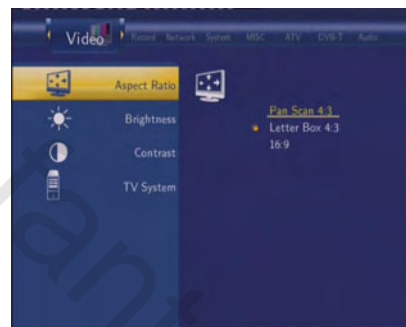 Video Record Network System MISC ATV DVB-T Audio
Aspect Ratio
Brightness
Contrast
TV System
Pan Scan 4:3
Letter Box 4:3
16:9